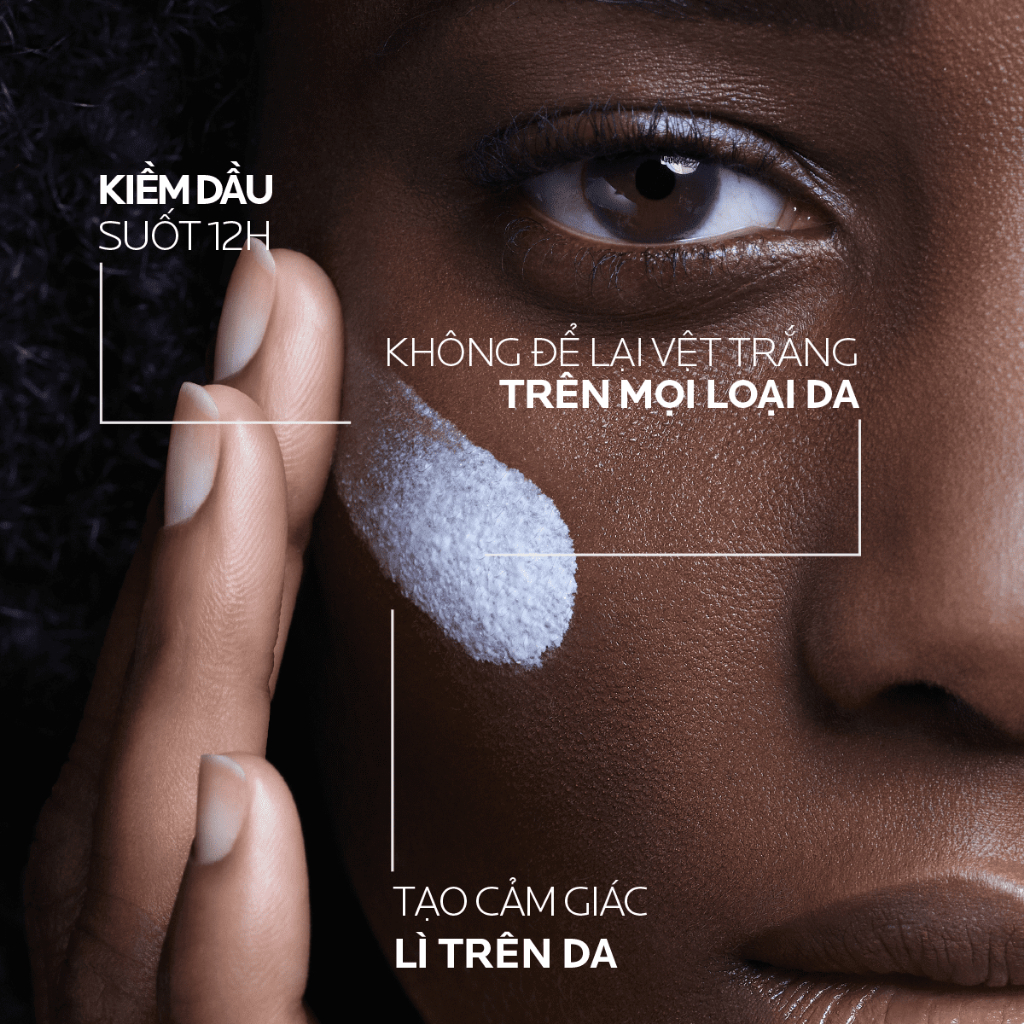 KIỀM DẦU
SUỐT 12H
KHÔNG ĐỂ LẠI VỆT TRẮNG
TRÊN MỌI LOẠI DA
TẠO CẢM GIÁC
LÌ TRÊN DA